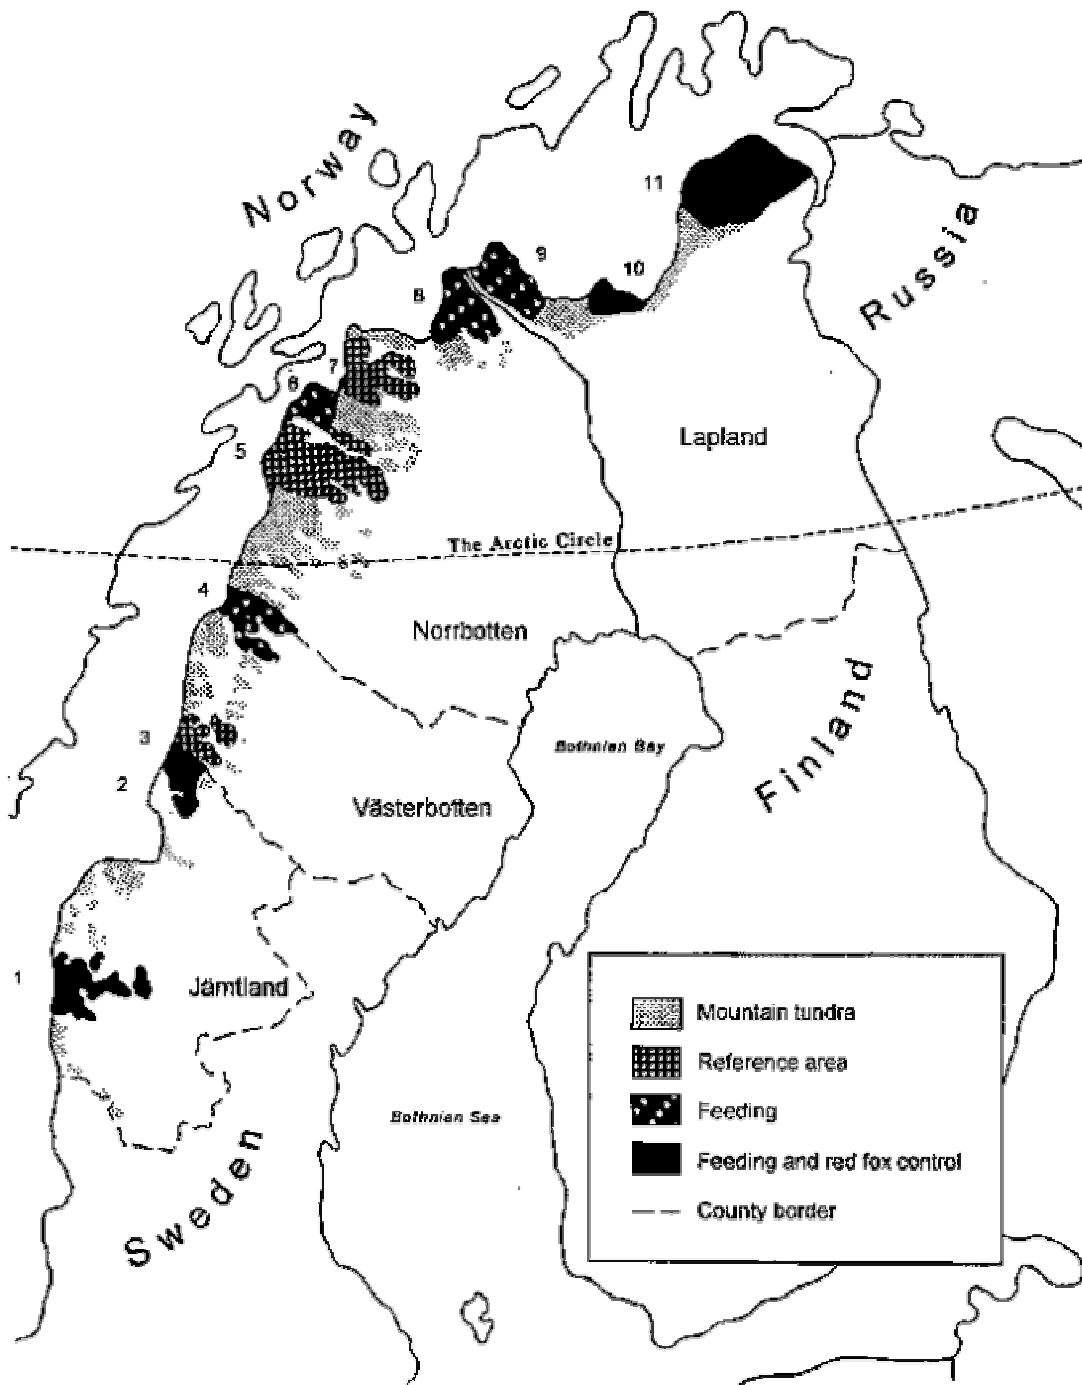 Norway
Russia
11
9
10
8
7
6
5
Lapland
The Arctic Circle
4
Norrbotten
Finland
3
Bothnian Bay
2
Västerbotten
1
Jämtland
Sweden
Bothnian Sea
Mountain tundra
Reference area
Feeding
Feeding and red fox control
County border